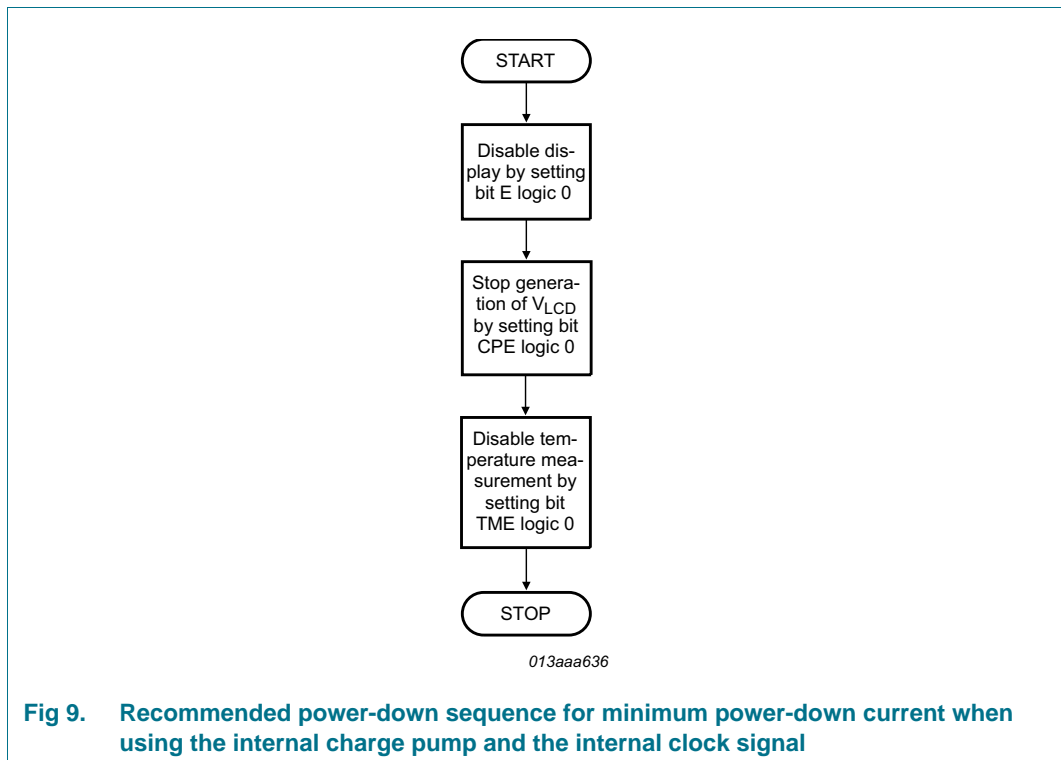 START
Disable dis-
play by setting
bit E logic 0
Stop genera-
tion of VLCD
by setting bit
CPE logic 0
Disable tem-
perature mea-
surement by
setting bit
TME logic 0
STOP
013aaa636
Fig 9. Recommended power-down sequence for minimum power-down current when
using the internal charge pump and the internal clock signal